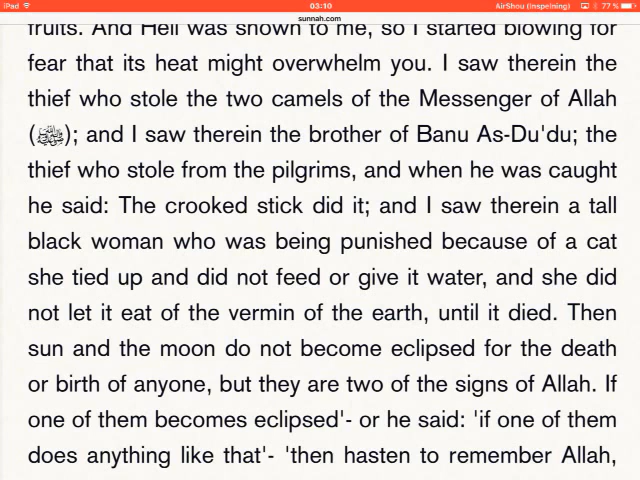 iPad 03:10 AirShou (Inspelning) 77 %
sunnah.com
fruits. And Hell was shown to me, so I started blowing for
fear that its heat might overwhelm you. I saw therein the
thief who stole the two camels of the Messenger of Allah
(ﷺ); and I saw therein the brother of Banu As-Du'du; the
thief who stole from the pilgrims, and when he was caught
he said: The crooked stick did it; and I saw therein a tall
black woman who was being punished because of a cat
she tied up and did not feed or give it water, and she did
not let it eat of the vermin of the earth, until it died. Then
sun and the moon do not become eclipsed for the death
or birth of anyone, but they are two of the signs of Allah. If
one of them becomes eclipsed'- or he said: 'if one of them
does anything like that'- 'then hasten to remember Allah,